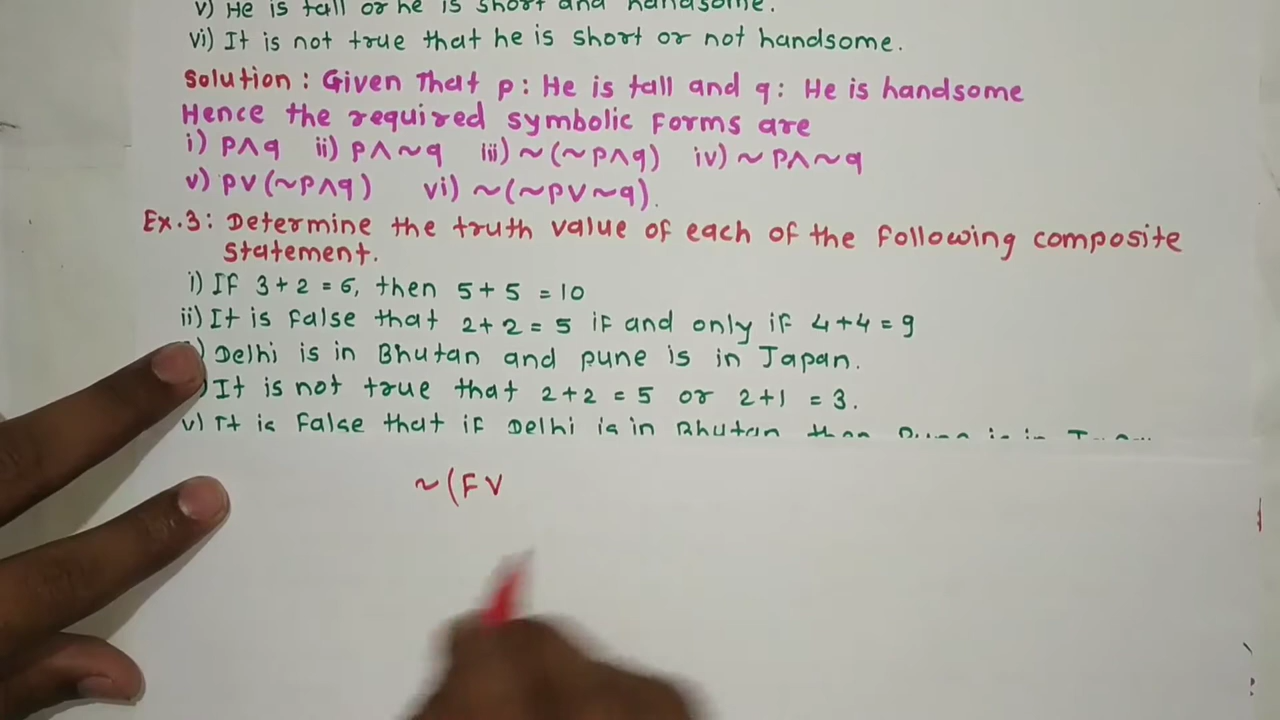 v) He is tall or he is short and handsome.
vi) It is not true that he is short or not handsome.
Solution : Given That p : He is tall and q : He is handsome
Hence the required symbolic forms are
i) p∧q ii) p∧~q iii) ~(~p∧q) iv) ~p∧~q
v) p∨(~p∧q) vi) ~(~p∨~q).
Ex.3: Determine the truth value of each of the following composite
statement.
i) If 3+2 = 6, then 5+5 = 10
ii) It is false that 2+2 = 5 if and only if 4+4 = 9
) Delhi is in Bhutan and pune is in Japan.
) It is not true that 2+2 = 5 or 2+1 = 3.
v) It is false that if Delhi is in Bhutan then
~(F ∨